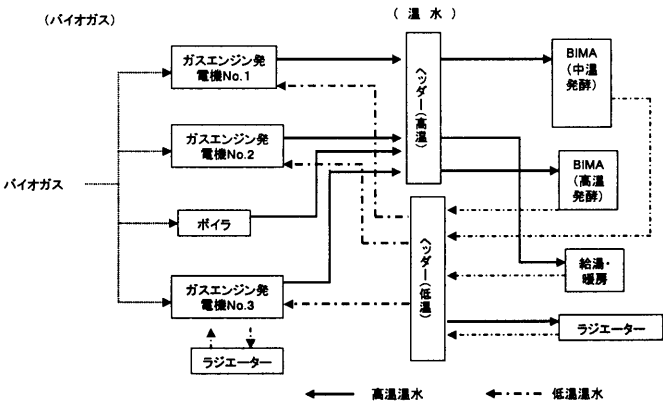 (バイオガス)
(温水)
ガスエンジン発
電機No.1
ヘッダー(高温)
BIMA
(中温
発酵)
ガスエンジン発
電機No.2
BIMA
(高温
発酵)
バイオガス
ボイラ
ヘッダー(低温)
給湯・
暖房
ガスエンジン発
電機No.3
ラジエーター
ラジエーター
高温温水
低温温水